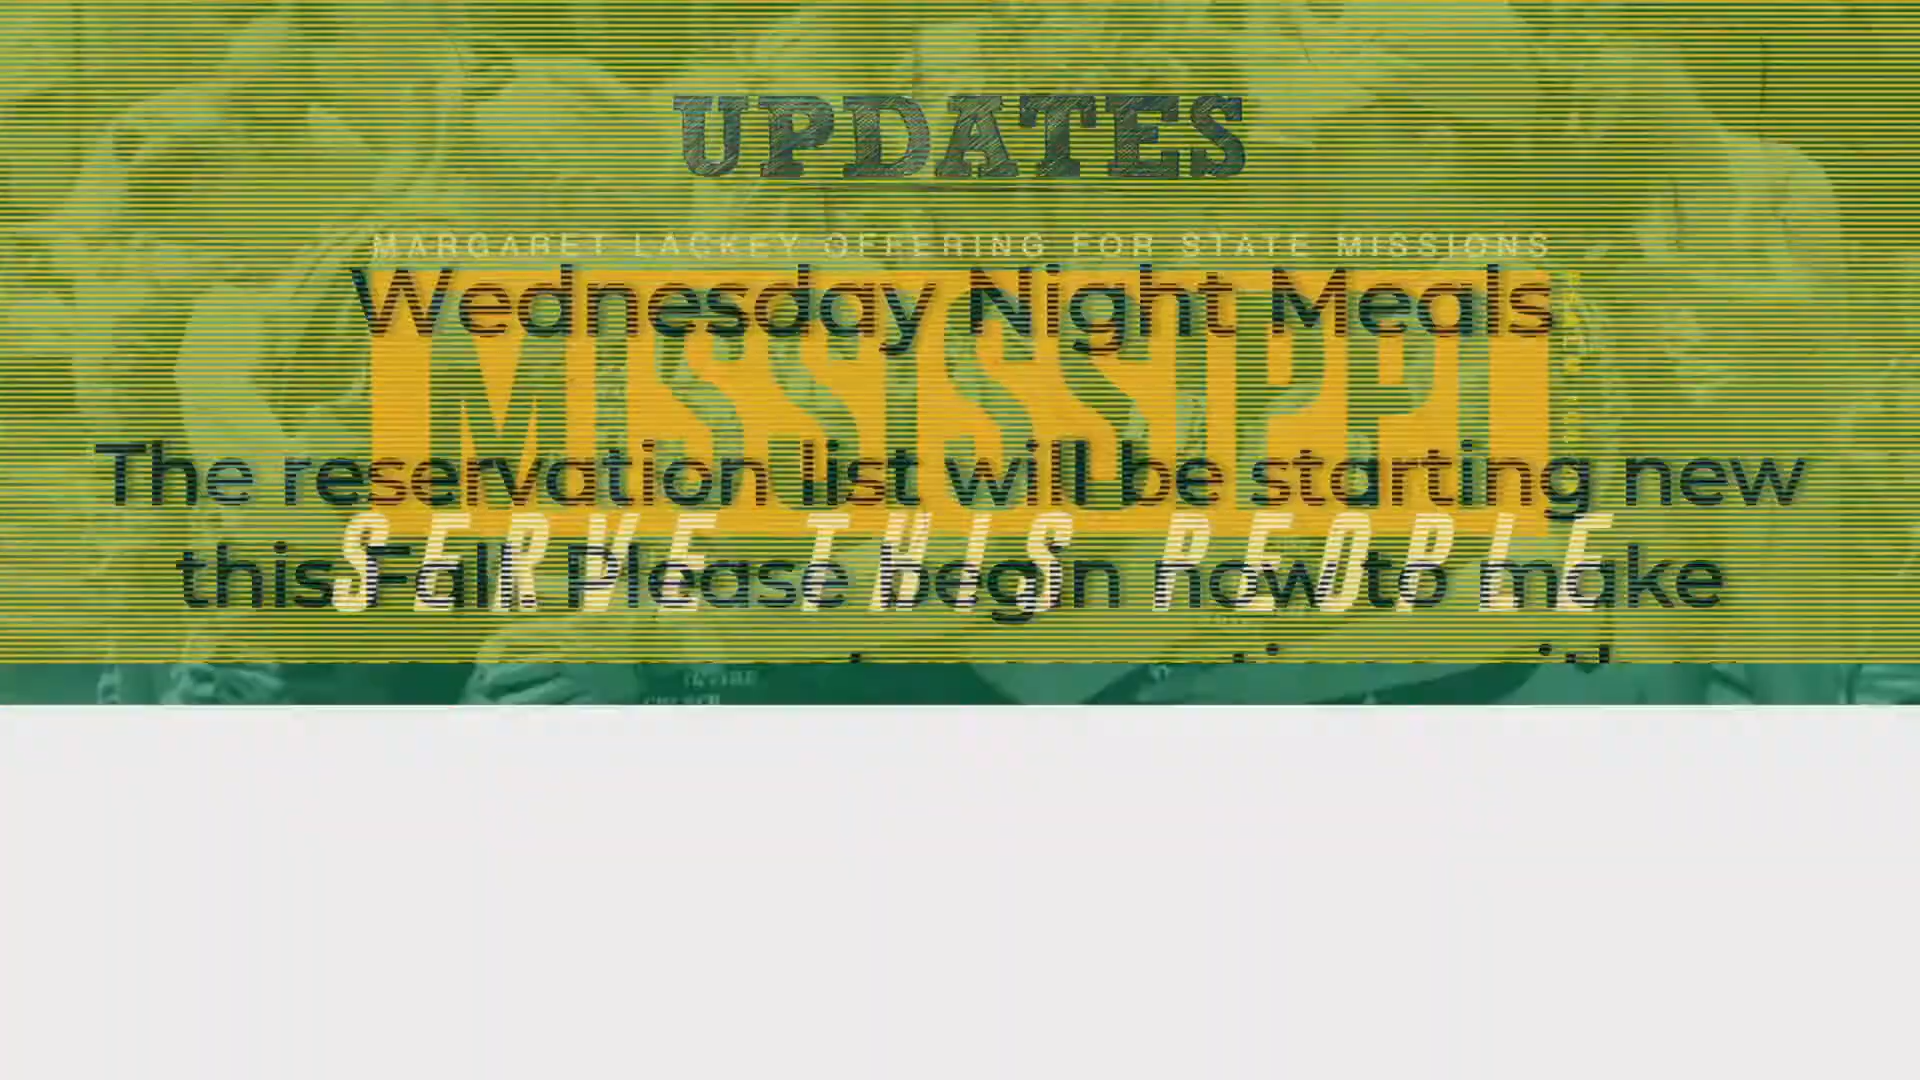 UPDATES
MARGARET LACKEY OFFERING FOR STATE MISSIONS
Wednesday Night Meals
MISSISSIPPI
The reservation list will be starting new
SERVE THIS PEOPLE
this Fall. Please begin now to make